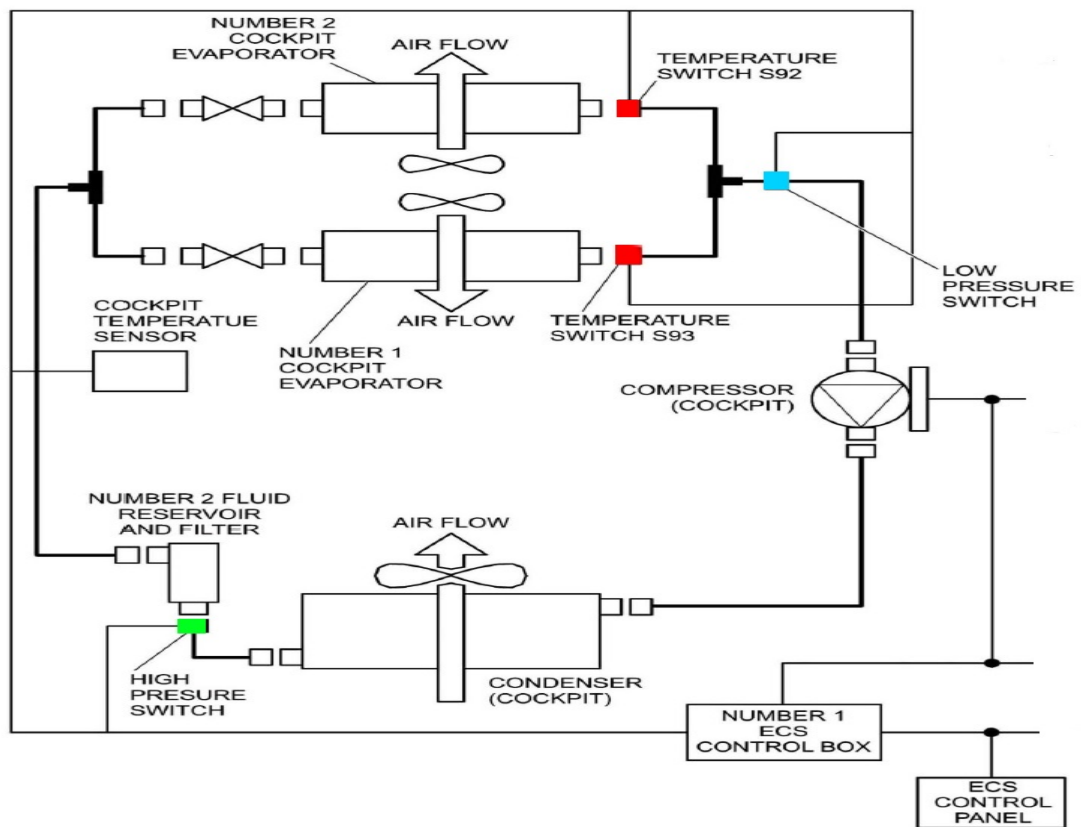 NUMBER 2
COCKPIT
EVAPORATOR
AIR FLOW
TEMPERATURE
SWITCH S92
LOW
PRESSURE
SWITCH
COCKPIT
TEMPERATUE
SENSOR
NUMBER 1
COCKPIT
EVAPORATOR
AIR FLOW
TEMPERATURE
SWITCH S93
COMPRESSOR
(COCKPIT)
NUMBER 2 FLUID
RESERVOIR
AND FILTER
AIR FLOW
HIGH
PRESURE
SWITCH
CONDENSER
(COCKPIT)
NUMBER 1
ECS
CONTROL BOX
ECS
CONTROL
PANEL